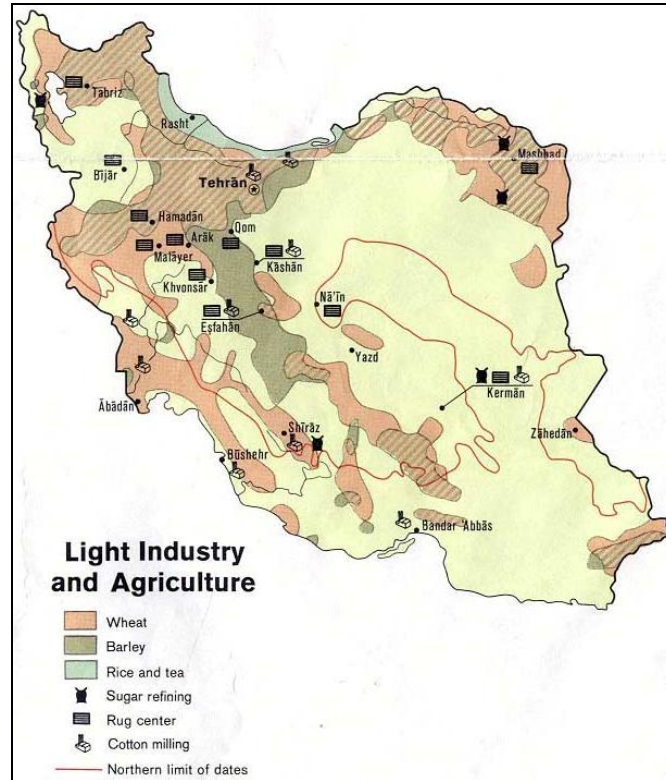 Tabriz
Rasht
Mashhad
Bījār
Tehrān
Hamadān
Qom
Arāk
Malāyer
Kāshān
Khvonsār
Nā'īn
Eşfahān
Yazd
Kermān
Ābādān
Shīrāz
Zāhedān
Būshehr
Bandar 'Abbās
Light Industry
and Agriculture
Wheat
Barley
Rice and tea
Sugar refining
Rug center
Cotton milling
Northern limit of dates